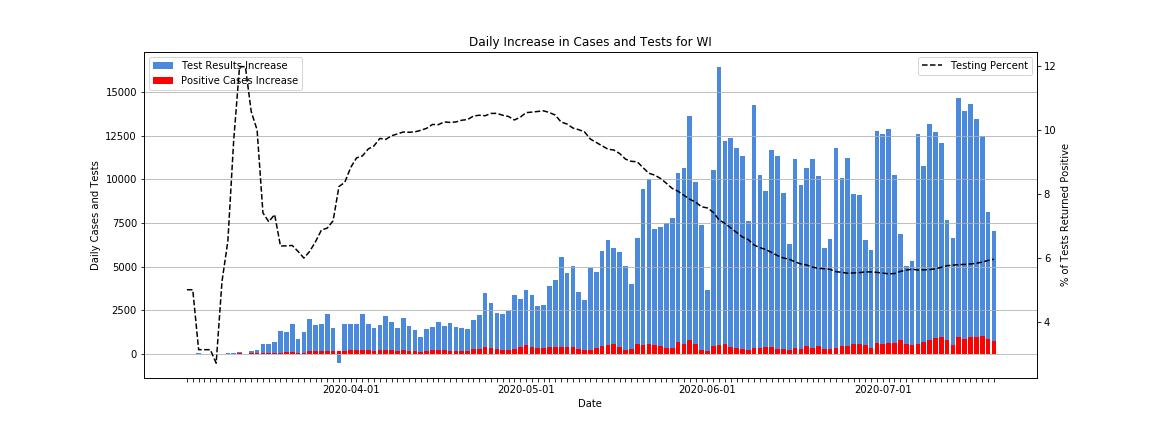 Daily Increase in Cases and Tests for WI
Test Results Increase
Positive Cases Increase
Testing Percent
15000
12500
10000
7500
5000
2500
0
Daily Cases and Tests
12
10
8
6
4
% of Tests Returned Positive
2020-04-01
2020-05-01
2020-06-01
2020-07-01
Date